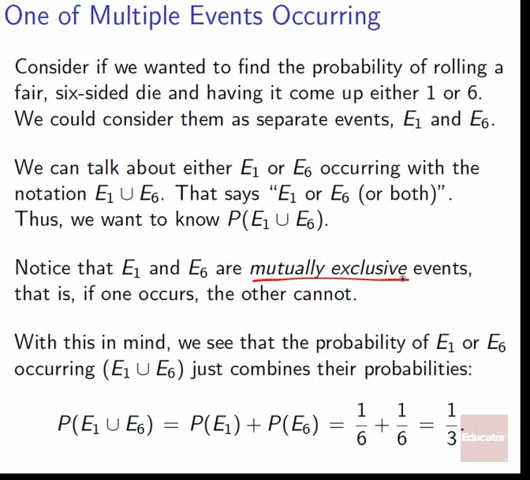 One of Multiple Events Occurring
Consider if we wanted to find the probability of rolling a
fair, six-sided die and having it come up either 1 or 6.
We could consider them as separate events, E₁ and E₆.
We can talk about either E₁ or E₆ occurring with the
notation E₁ ∪ E₆. That says “E₁ or E₆ (or both)”.
Thus, we want to know P(E₁ ∪ E₆).
Notice that E₁ and E₆ are mutually exclusive events,
that is, if one occurs, the other cannot.
With this in mind, we see that the probability of E₁ or E₆
occurring (E₁ ∪ E₆) just combines their probabilities:
P(E₁ ∪ E₆) = P(E₁) + P(E₆) = 1/6 + 1/6 = 1/3.
Educator